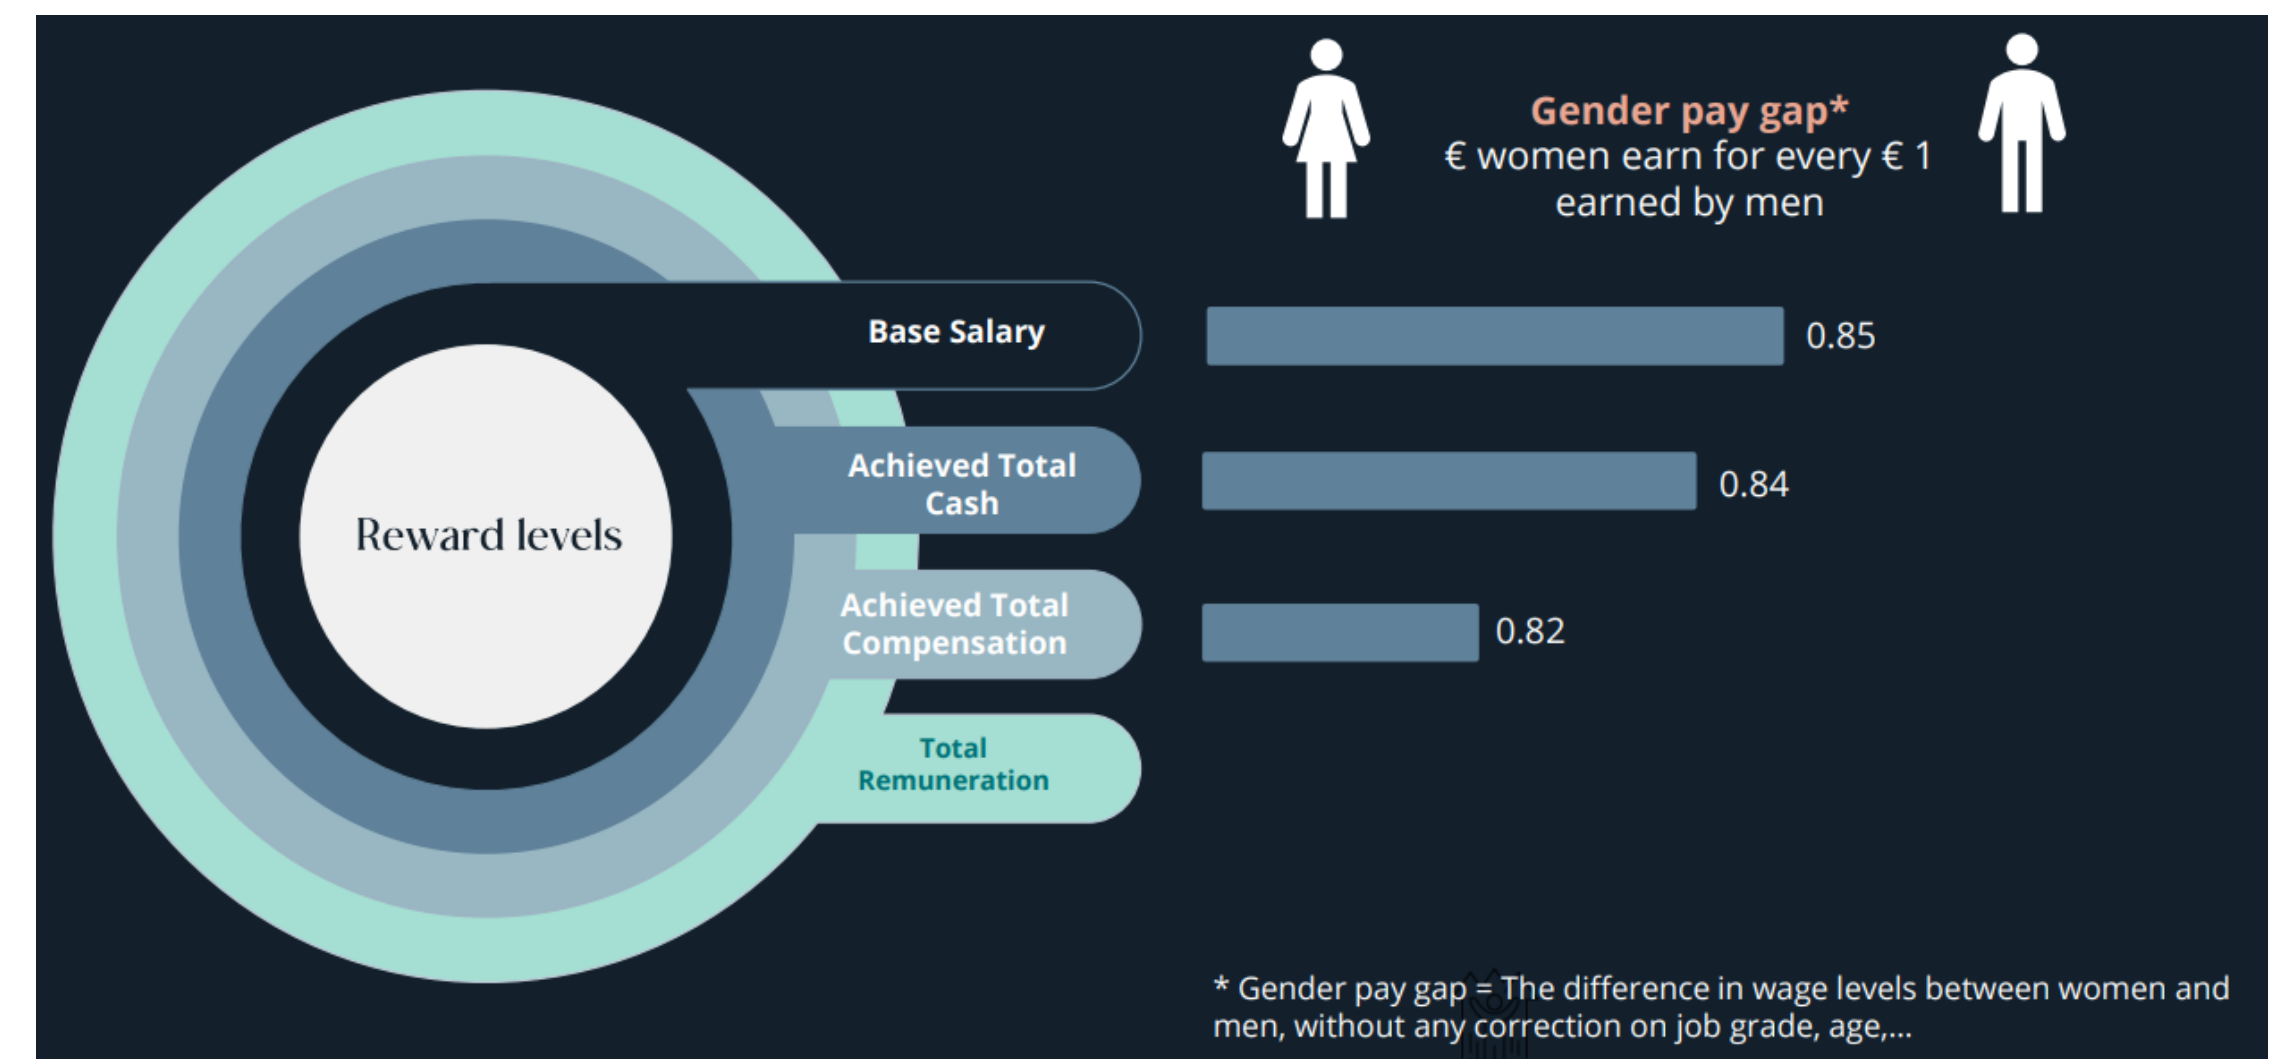 Gender pay gap*
€ women earn for every € 1
earned by men
Reward levels
Base Salary
0.85
Achieved Total
Cash
0.84
Achieved Total
Compensation
0.82
Total
Remuneration
* Gender pay gap = The difference in wage levels between women and
men, without any correction on job grade, age,...